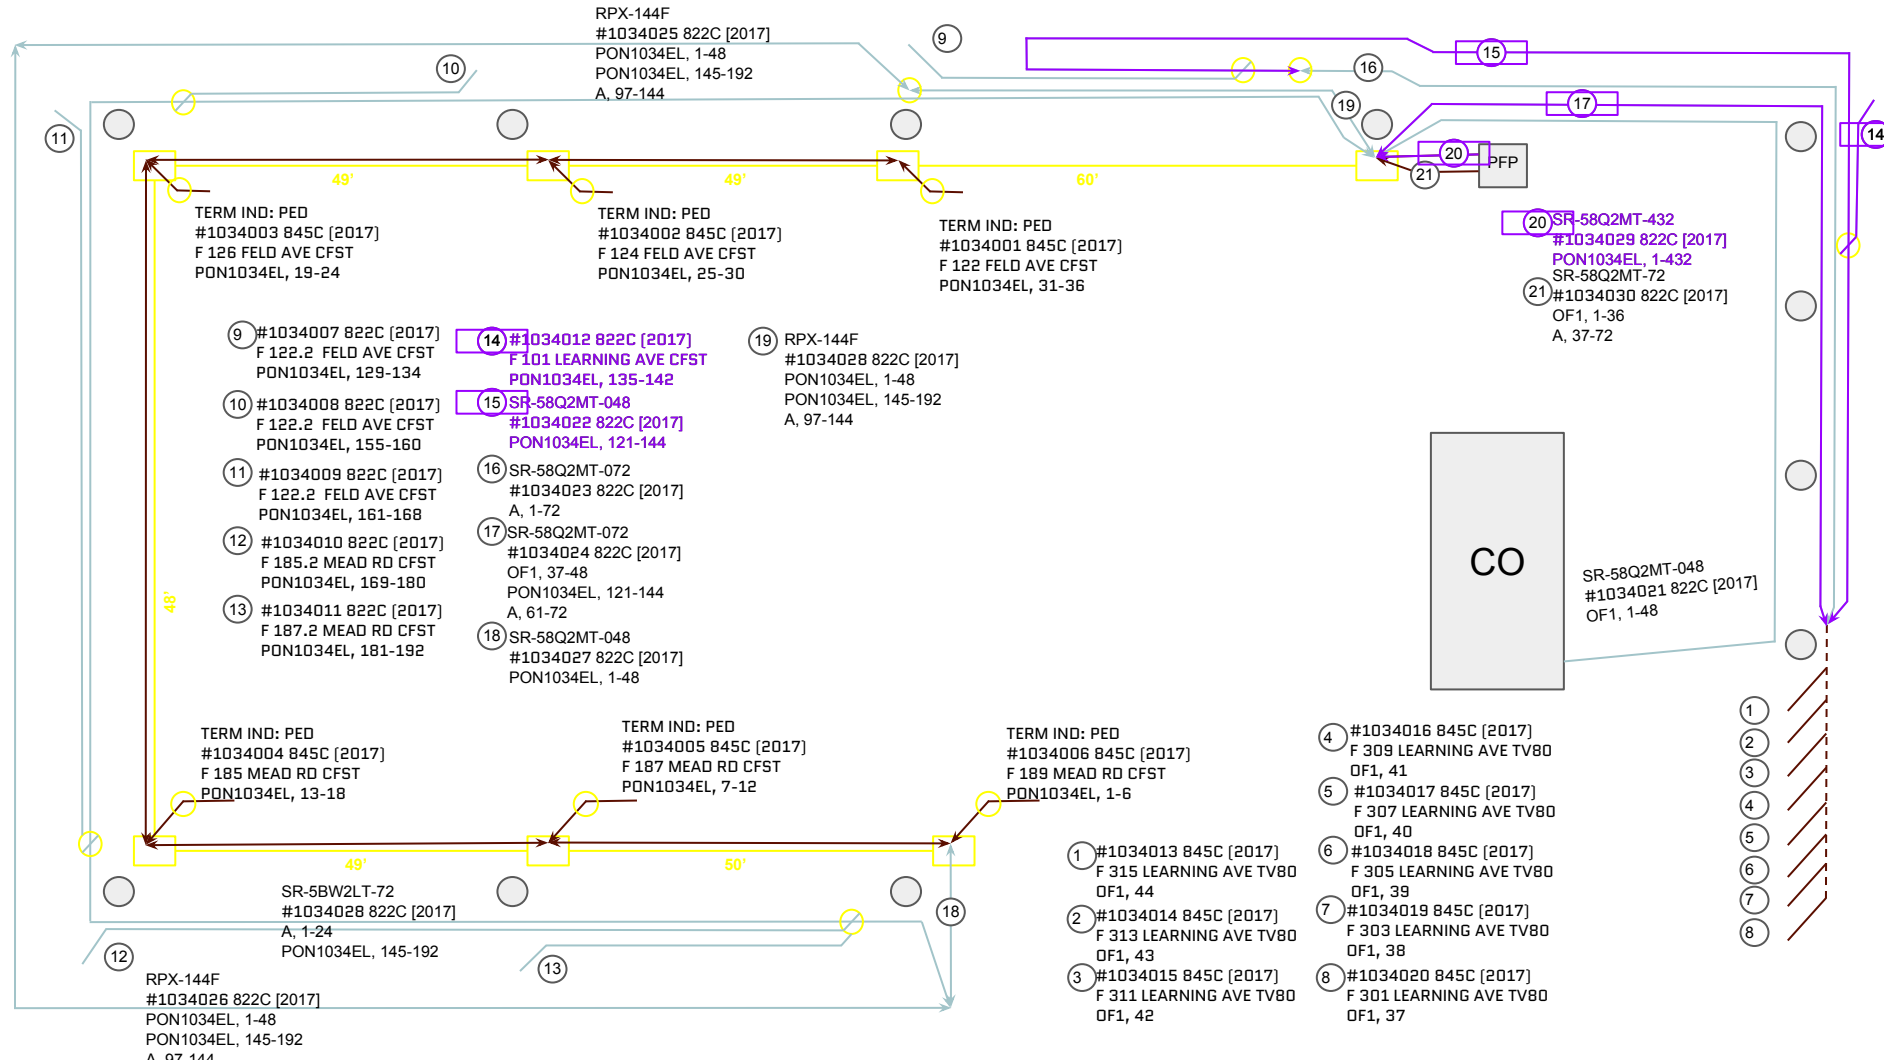 RPX-144F
#1034025 822C [2017]
PON1034EL, 1-48
PON1034EL, 145-192
A, 97-144
9
10
11
15
16
17
19
14
20
21
PFP
49'
49'
60'
TERM IND: PED
#1034003 845C [2017]
F 126 FELD AVE CFST
PON1034EL, 19-24
TERM IND: PED
#1034002 845C [2017]
F 124 FELD AVE CFST
PON1034EL, 25-30
TERM IND: PED
#1034001 845C [2017]
F 122 FELD AVE CFST
PON1034EL, 31-36
20
SR-58Q2MT-432
#1034029 822C [2017]
PON1034EL, 1-432
21
SR-58Q2MT-72
#1034030 822C [2017]
OF1, 1-36
A, 37-72
9
#1034007 822C [2017]
F 122.2 FELD AVE CFST
PON1034EL, 129-134
10
#1034008 822C [2017]
F 122.2 FELD AVE CFST
PON1034EL, 155-160
11
#1034009 822C [2017]
F 122.2 FELD AVE CFST
PON1034EL, 161-168
12
#1034010 822C [2017]
F 185.2 MEAD RD CFST
PON1034EL, 169-180
13
#1034011 822C [2017]
F 187.2 MEAD RD CFST
PON1034EL, 181-192
14
#1034012 822C [2017]
F 101 LEARNING AVE CFST
PON1034EL, 135-142
15
SR-58Q2MT-048
#1034022 822C [2017]
PON1034EL, 121-144
16
SR-58Q2MT-072
#1034023 822C [2017]
A, 1-72
17
SR-58Q2MT-072
#1034024 822C [2017]
OF1, 37-48
PON1034EL, 121-144
A, 61-72
18
SR-58Q2MT-048
#1034027 822C [2017]
PON1034EL, 1-48
19
RPX-144F
#1034028 822C [2017]
PON1034EL, 1-48
PON1034EL, 145-192
A, 97-144
48'
CO
SR-58Q2MT-048
#1034021 822C [2017]
OF1, 1-48
TERM IND: PED
#1034004 845C [2017]
F 185 MEAD RD CFST
PON1034EL, 13-18
TERM IND: PED
#1034005 845C [2017]
F 187 MEAD RD CFST
PON1034EL, 7-12
TERM IND: PED
#1034006 845C [2017]
F 189 MEAD RD CFST
PON1034EL, 1-6
49'
50'
SR-5BW2LT-72
#1034028 822C [2017]
A, 1-24
PON1034EL, 145-192
12
13
18
RPX-144F
#1034026 822C [2017]
PON1034EL, 1-48
PON1034EL, 145-192
A, 97-144
1
#1034013 845C [2017]
F 315 LEARNING AVE TV80
OF1, 44
2
#1034014 845C [2017]
F 313 LEARNING AVE TV80
OF1, 43
3
#1034015 845C [2017]
F 311 LEARNING AVE TV80
OF1, 42
4
#1034016 845C [2017]
F 309 LEARNING AVE TV80
OF1, 41
5
#1034017 845C [2017]
F 307 LEARNING AVE TV80
OF1, 40
6
#1034018 845C [2017]
F 305 LEARNING AVE TV80
OF1, 39
7
#1034019 845C [2017]
F 303 LEARNING AVE TV80
OF1, 38
8
#1034020 845C [2017]
F 301 LEARNING AVE TV80
OF1, 37
1
2
3
4
5
6
7
8